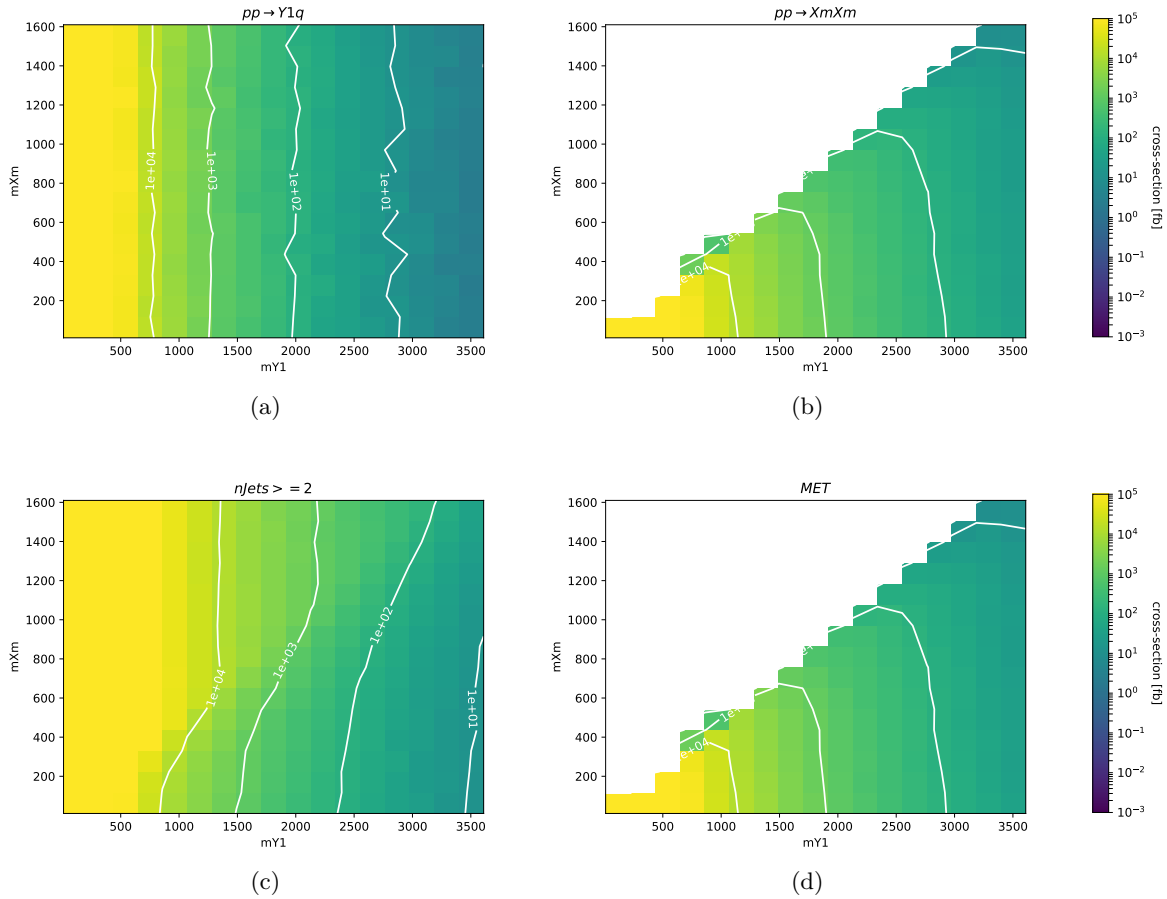 pp → Y1q
mXm
1600
1400
1200
1000
800
600
400
200
1e+04
1e+03
1e+02
1e+01
500 1000 1500 2000 2500 3000 3500
mY1
(a)
pp → XmXm
mXm
1600
1400
1200
1000
800
600
400
200
500 1000 1500 2000 2500 3000 3500
mY1
(b)
10^5
10^4
10^3
10^2
10^1
10^0
10^-1
10^-2
10^-3
cross-section [fb]
nJets >= 2
mXm
1600
1400
1200
1000
800
600
400
200
1e+04
1e+03
1e+02
1e+01
500 1000 1500 2000 2500 3000 3500
mY1
(c)
MET
mXm
1600
1400
1200
1000
800
600
400
200
500 1000 1500 2000 2500 3000 3500
mY1
(d)
10^5
10^4
10^3
10^2
10^1
10^0
10^-1
10^-2
10^-3
cross-section [fb]